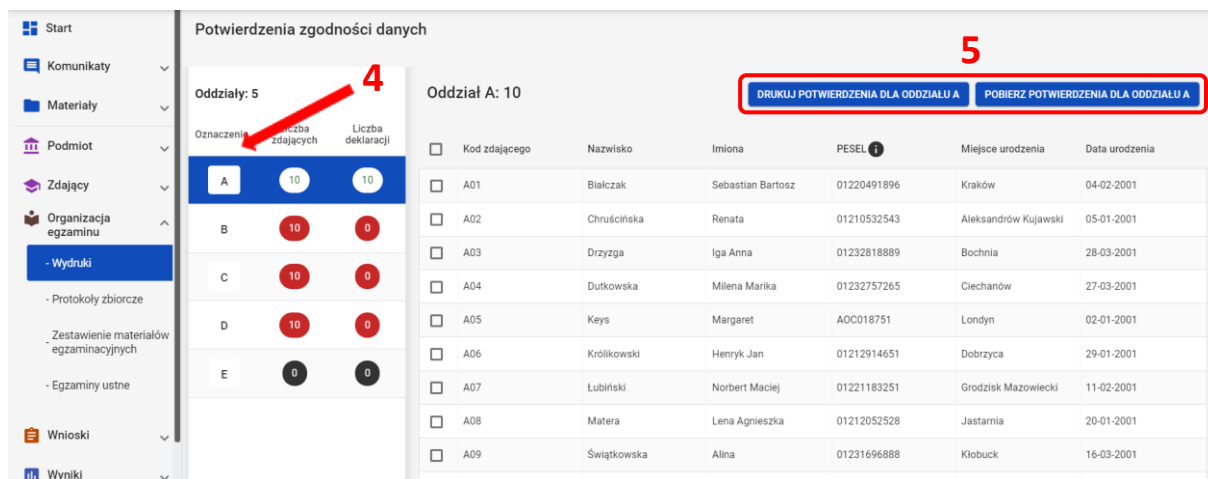 Start
Komunikaty
Materiały
Podmiot
Zdający
Organizacja
egzaminu
- Wydruki
- Protokoły zbiorcze
- Zestawienie materiałów
egzaminacyjnych
- Egzaminy ustne
Wnioski
Wyniki
Potwierdzenia zgodności danych
4
5
Oddziały: 5
Oznaczenie Liczba zdających Liczba deklaracji
A 10 10
B 10 0
C 10 0
D 10 0
E 0 0
Oddział A: 10
DRUKUJ POTWIERDZENIA DLA ODDZIAŁU A POBIERZ POTWIERDZENIA DLA ODDZIAŁU A
Kod zdającego Nazwisko Imiona PESEL Miejsce urodzenia Data urodzenia
A01 Białczak Sebastian Bartosz 01220491896 Kraków 04-02-2001
A02 Chruścińska Renata 01210532543 Aleksandrów Kujawski 05-01-2001
A03 Drzyzga Iga Anna 01232818889 Bochnia 28-03-2001
A04 Dutkowska Milena Marika 01232757265 Ciechanów 27-03-2001
A05 Keys Margaret AOC018751 Londyn 02-01-2001
A06 Królikowski Henryk Jan 01212914651 Dobrzyca 29-01-2001
A07 Łubiński Norbert Maciej 01221183251 Grodzisk Mazowiecki 11-02-2001
A08 Matera Lena Agnieszka 01212052528 Jastarnia 20-01-2001
A09 Świątkowska Alina 01231696888 Kłobuck 16-03-2001